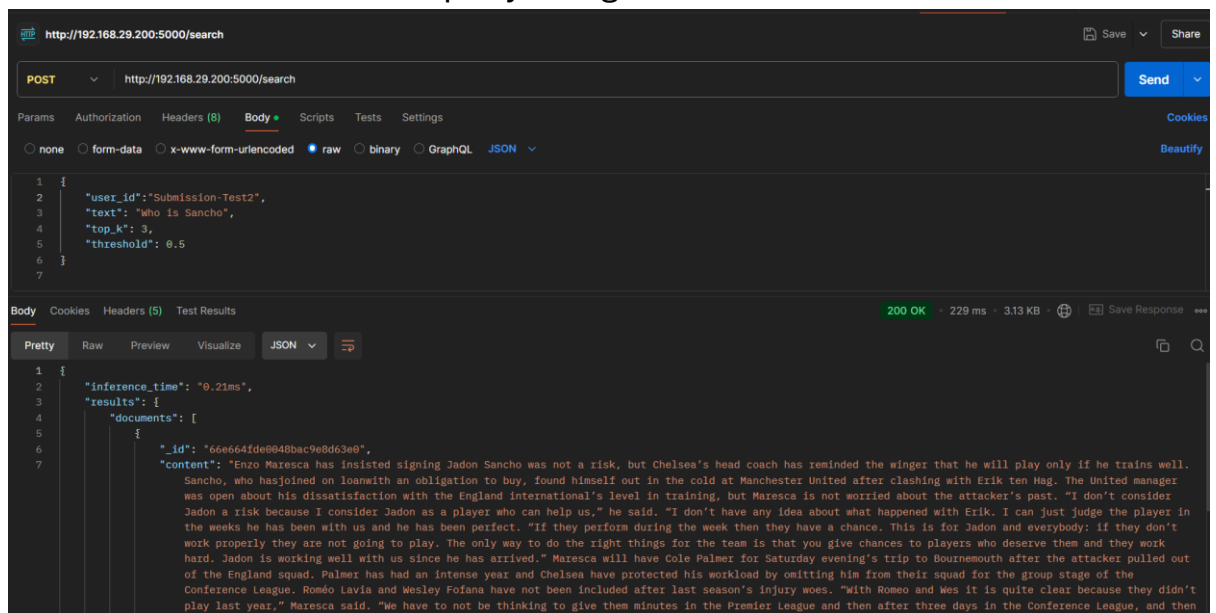 HTTP http://192.168.29.200:5000/search Save Share
POST http://192.168.29.200:5000/search Send
Params Authorization Headers (8) Body Scripts Tests Settings Cookies
none form-data x-www-form-urlencoded raw binary GraphQL JSON Beautify
1 {
2 "user_id":"Submission-Test2",
3 "text": "Who is Sancho",
4 "top_k": 3,
5 "threshold": 0.5
6 }
7
Body Cookies Headers (5) Test Results 200 OK 229 ms 3.13 KB Save Response
Pretty Raw Preview Visualize JSON
1 {
2 "inference_time": "0.21ms",
3 "results": {
4 "documents": [
5 {
6 "_id": "66e664fde0048bac9e8d63e0",
7 "content": "Enzo Maresca has insisted signing Jadon Sancho was not a risk, but Chelsea's head coach has reminded the winger that he will play only if he trains well.
Sancho, who hasjoined on loanwith an obligation to buy, found himself out in the cold at Manchester United after clashing with Erik ten Hag. The United manager
was open about his dissatisfaction with the England international's level in training, but Maresca is not worried about the attacker's past. "I don't consider
Jadon a risk because I consider Jadon as a player who can help us," he said. "I don't have any idea about what happened with Erik. I can just judge the player in
the weeks he has been with us and he has been perfect. "If they perform during the week then they have a chance. This is for Jadon and everybody: if they don't
work properly they are not going to play. The only way to do the right things for the team is that you give chances to players who deserve them and they work
hard. Jadon is working well with us since he has arrived." Maresca will have Cole Palmer for Saturday evening's trip to Bournemouth after the attacker pulled out
of the England squad. Palmer has had an intense year and Chelsea have protected his workload by omitting him from their squad for the group stage of the
Conference League. Roméo Lavia and Wesley Fofana have not been included after last season's injury woes. "With Romeo and Wes it is quite clear because they didn't
play last year," Maresca said. "We have to not be thinking to give them minutes in the Premier League and then after three days in the Conference League, and then